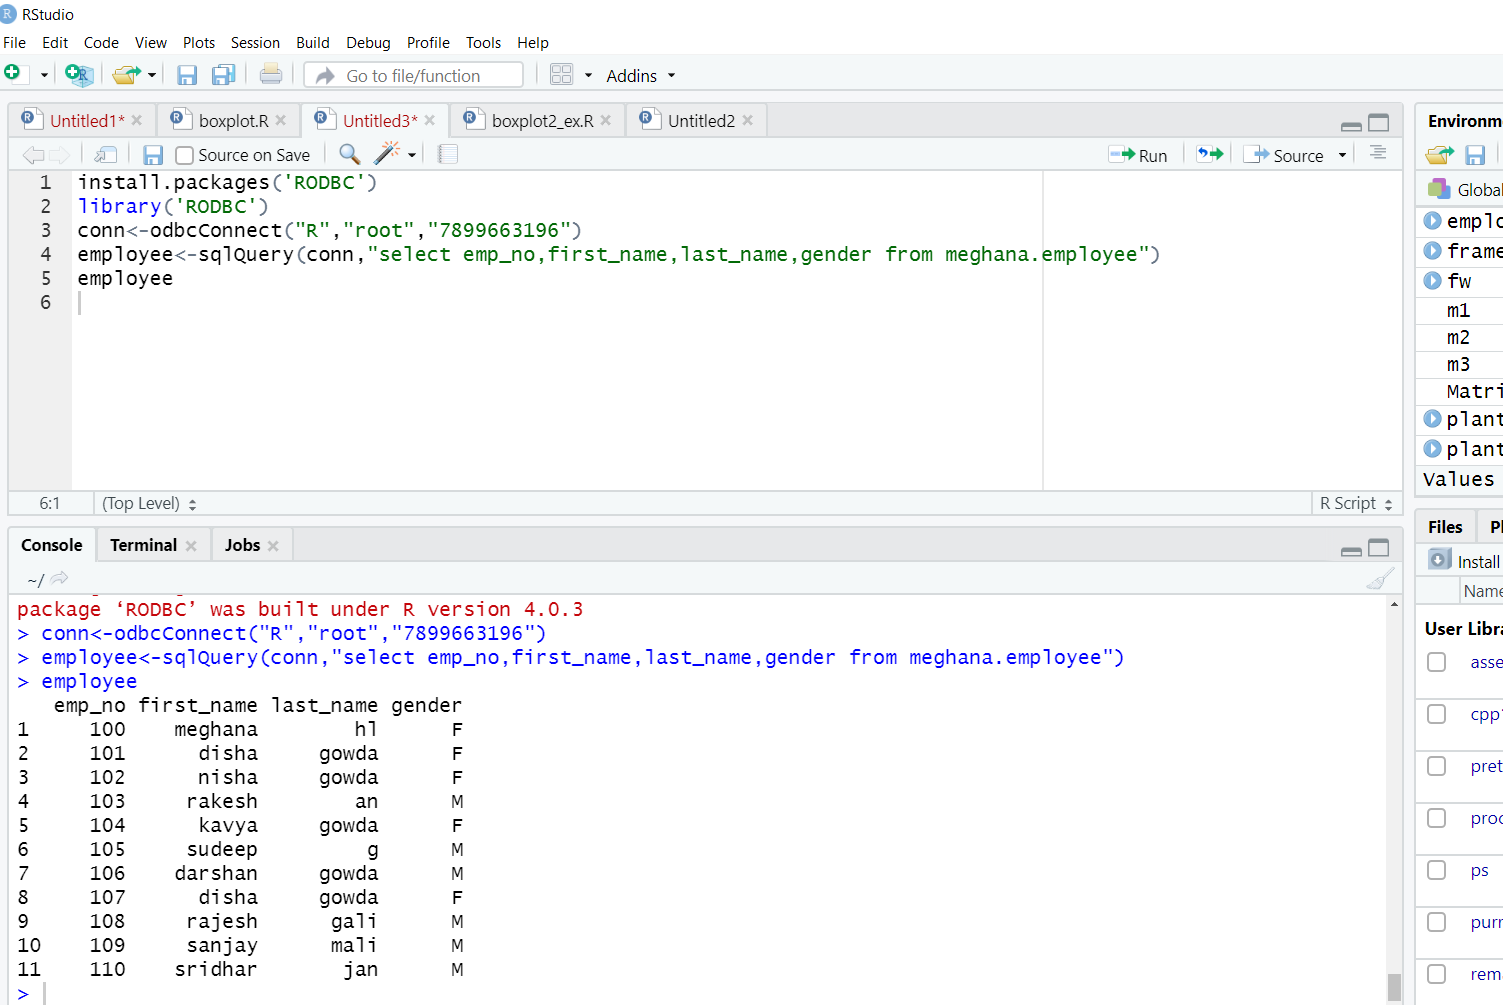 RStudio
File Edit Code View Plots Session Build Debug Profile Tools Help
Go to file/function Addins
Untitled1* boxplot.R Untitled3* boxplot2_ex.R Untitled2
Source on Save Run Source
1 install.packages('RODBC')
2 library('RODBC')
3 conn<-odbcConnect("R","root","7899663196")
4 employee<-sqlQuery(conn,"select emp_no,first_name,last_name,gender from meghana.employee")
5 employee
6
6:1 (Top Level) R Script
Console Terminal Jobs
~/
package ‘RODBC’ was built under R version 4.0.3
> conn<-odbcConnect("R","root","7899663196")
> employee<-sqlQuery(conn,"select emp_no,first_name,last_name,gender from meghana.employee")
> employee
emp_no first_name last_name gender
1 100 meghana hl F
2 101 disha gowda F
3 102 nisha gowda F
4 103 rakesh an M
5 104 kavya gowda F
6 105 sudeep g M
7 106 darshan gowda M
8 107 disha gowda F
9 108 rajesh gali M
10 109 sanjay mali M
11 110 sridhar jan M
>
Environm
Global
emplo
frame
fw
m1
m2
m3
Matri
plant
plant
Values
Files Pl
Install
Name
User Libra
asse
cpp
pret
proc
ps
purr
rem